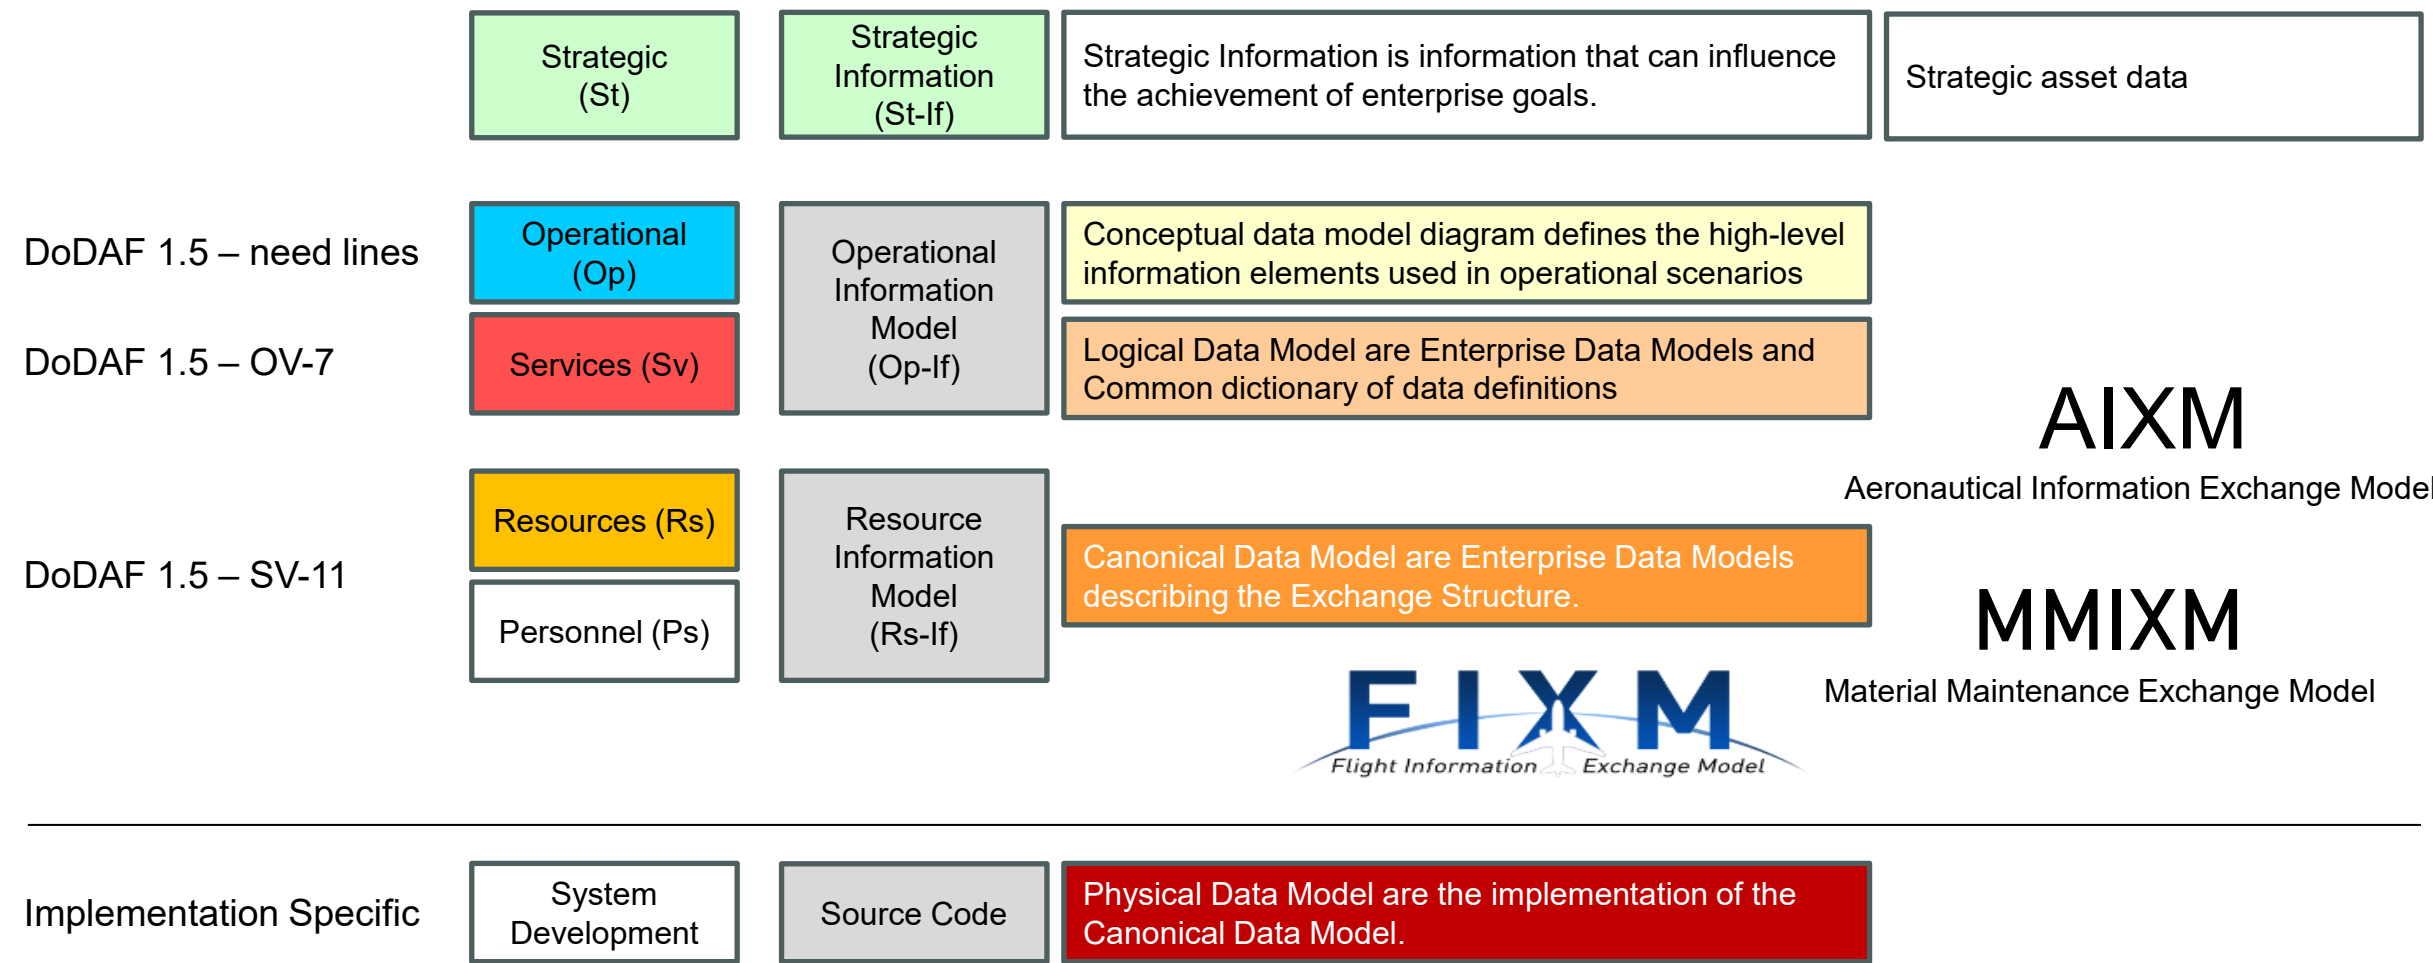 Strategic
(St)
Strategic
Information
(St-If)
Strategic Information is information that can influence
the achievement of enterprise goals.
Strategic asset data
DoDAF 1.5 – need lines
Operational
(Op)
Operational
Information
Model
(Op-If)
Conceptual data model diagram defines the high-level
information elements used in operational scenarios
DoDAF 1.5 – OV-7
Services (Sv)
Logical Data Model are Enterprise Data Models and
Common dictionary of data definitions
AIXM
Aeronautical Information Exchange Model
DoDAF 1.5 – SV-11
Resources (Rs)
Personnel (Ps)
Resource
Information
Model
(Rs-If)
Canonical Data Model are Enterprise Data Models
describing the Exchange Structure.
MMIXM
Material Maintenance Exchange Model
FIXM
Flight Information Exchange Model
Implementation Specific
System
Development
Source Code
Physical Data Model are the implementation of the
Canonical Data Model.